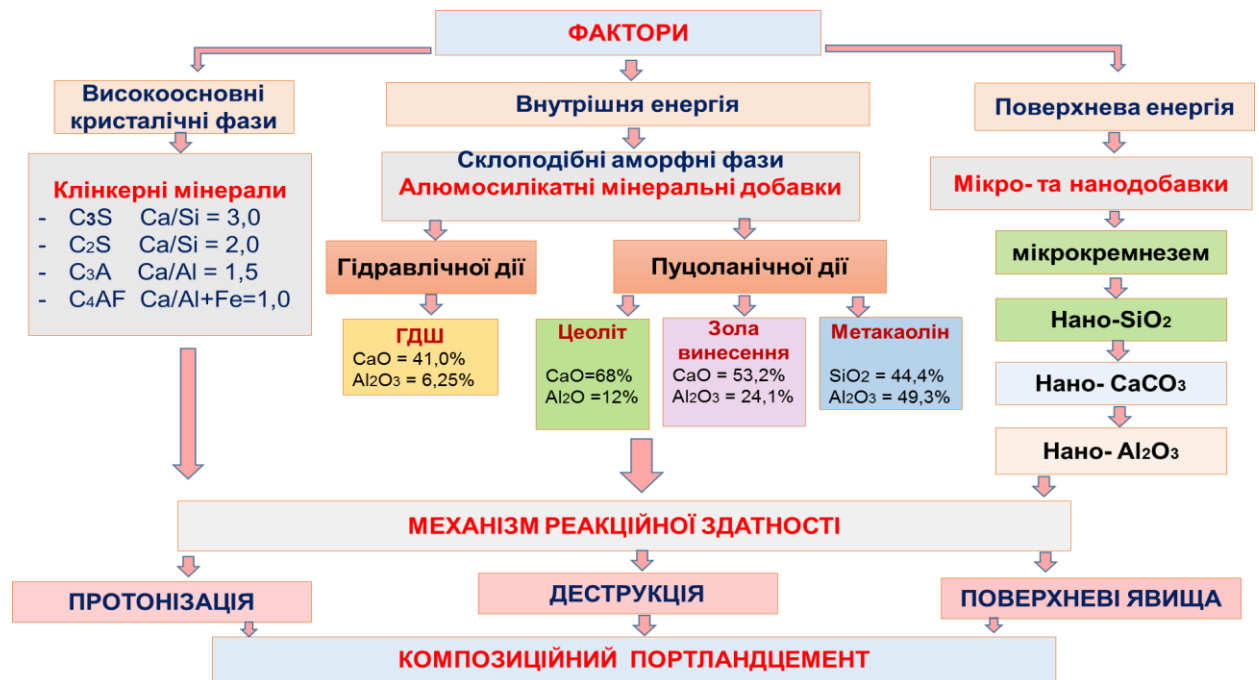 ФАКТОРИ
Високоосновні
кристалічні фази
Внутрішня енергія
Поверхнева енергія
Клінкерні мінерали
- C₃S Ca/Si = 3,0
- C₂S Ca/Si = 2,0
- C₃A Ca/Al = 1,5
- C₄AF Ca/Al+Fe=1,0
Склоподібні аморфні фази
Алюмосилікатні мінеральні добавки
Мікро- та нанодобавки
Гідравлічної дії
Пуцоланічної дії
мікрокремнезем
ГДШ
CaO = 41,0%
Al₂O₃ = 6,25%
Цеоліт
CaO=68%
Al₂O =12%
Зола
винесення
CaO = 53,2%
Al₂O₃ = 24,1%
Метакаолін
SiO₂ = 44,4%
Al₂O₃ = 49,3%
Нано-SiO₂
Нано- CaCO₃
Нано- Al₂O₃
МЕХАНІЗМ РЕАКЦІЙНОЇ ЗДАТНОСТІ
ПРОТОНІЗАЦІЯ
ДЕСТРУКЦІЯ
ПОВЕРХНЕВІ ЯВИЩА
КОМПОЗИЦІЙНИЙ ПОРТЛАНДЦЕМЕНТ